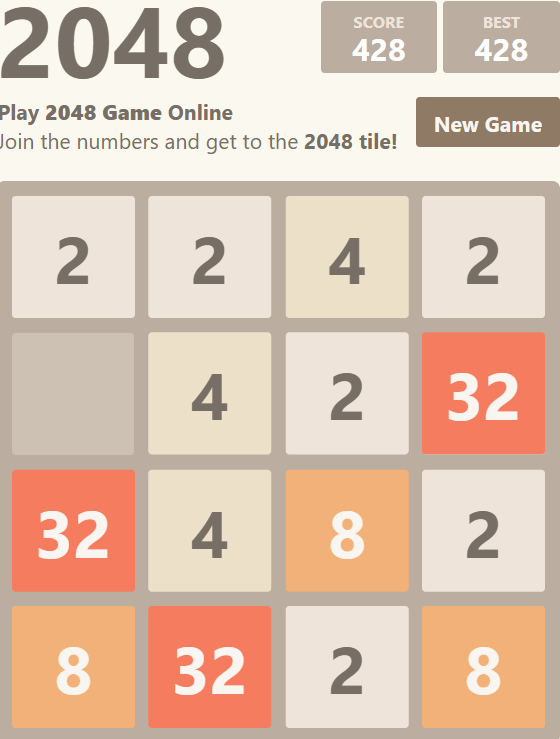 2048
SCORE
428
BEST
428
Play 2048 Game Online
Join the numbers and get to the 2048 tile!
New Game
2 2 4 2
4 2 32
32 4 8 2
8 32 2 8